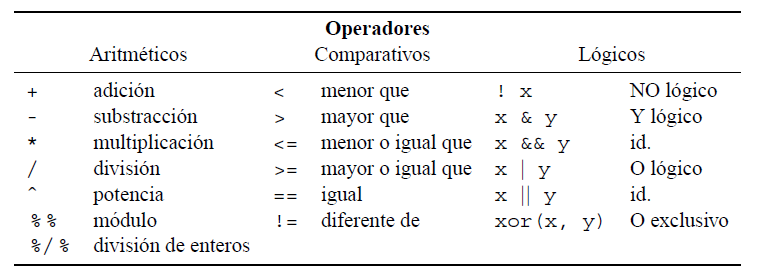 Operadores
Aritméticos Comparativos Lógicos
+ adición < menor que ! x NO lógico
- substracción > mayor que x & y Y lógico
* multiplicación <= menor o igual que x && y id.
/ división >= mayor o igual que x | y O lógico
^ potencia == igual x || y id.
%% módulo != diferente de xor(x, y) O exclusivo
%/% división de enteros